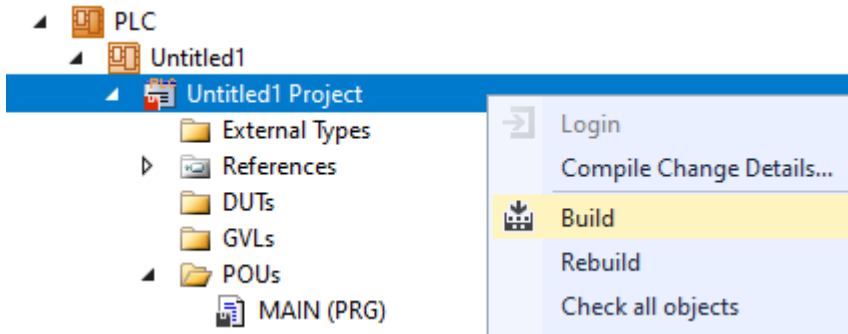 PLC
Untitled1
Untitled1 Project
External Types
References
DUTs
GVLs
POUs
MAIN (PRG)
Login
Compile Change Details...
Build
Rebuild
Check all objects